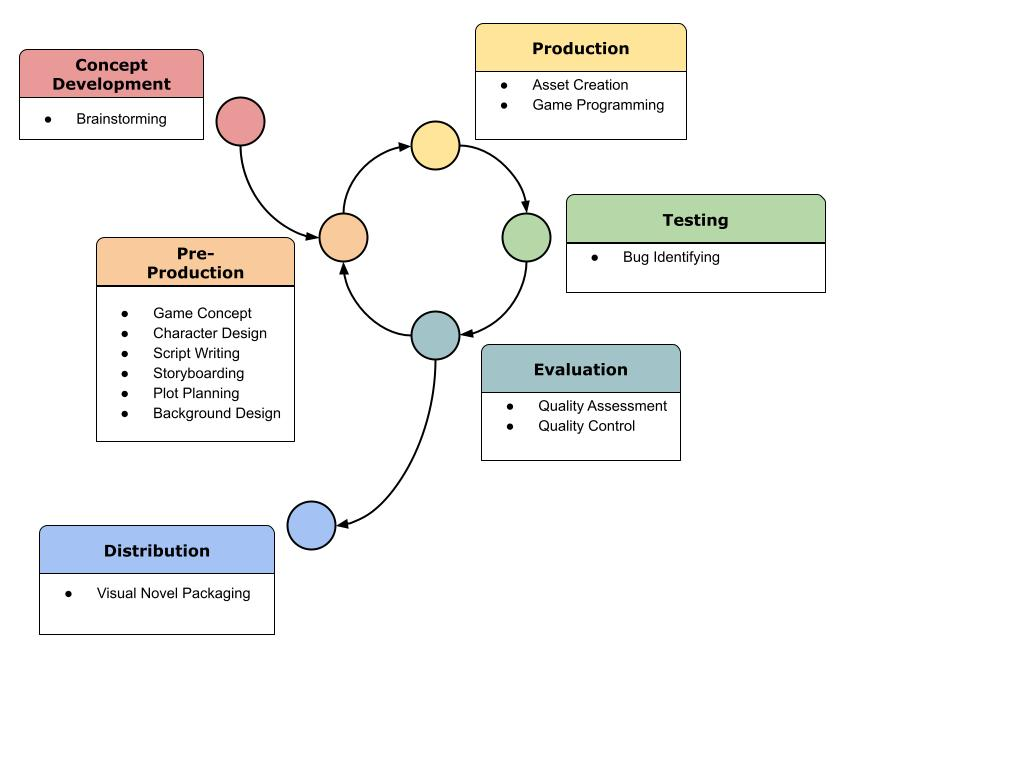 Concept
Development
● Brainstorming
Production
● Asset Creation
● Game Programming
Testing
● Bug Identifying
Pre-
Production
● Game Concept
● Character Design
● Script Writing
● Storyboarding
● Plot Planning
● Background Design
Evaluation
● Quality Assessment
● Quality Control
Distribution
● Visual Novel Packaging